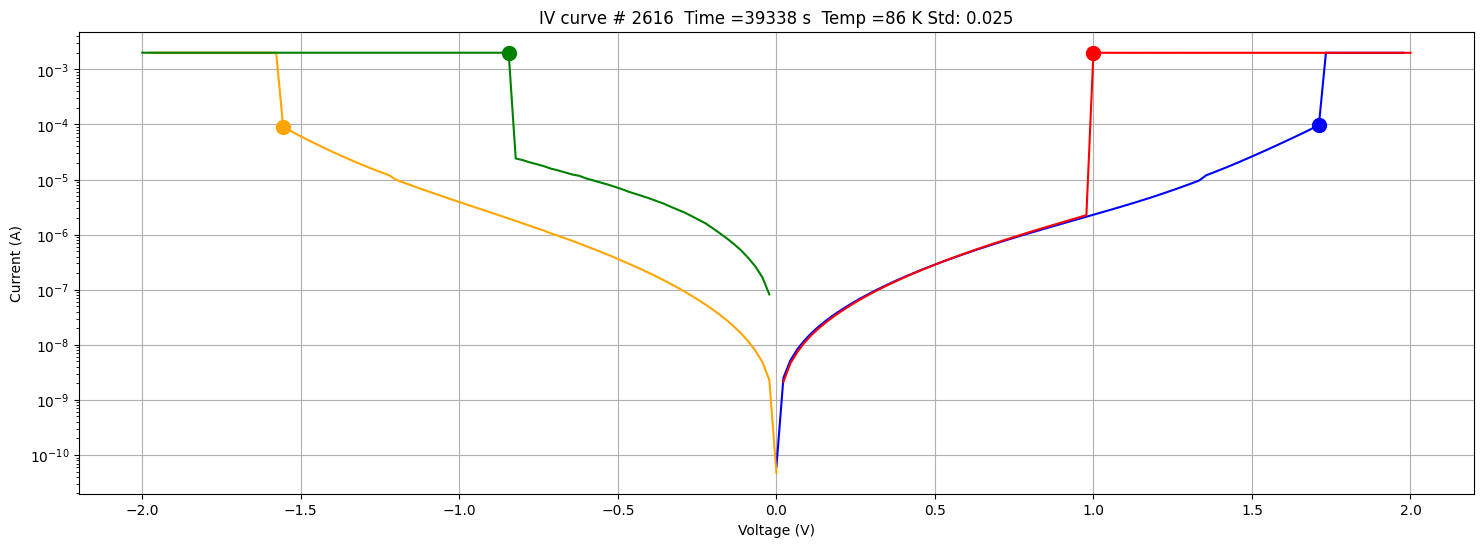 IV curve # 2616  Time =39338 s  Temp =86 K Std: 0.025
Current (A)
10⁻³
10⁻⁴
10⁻⁵
10⁻⁶
10⁻⁷
10⁻⁸
10⁻⁹
10⁻¹⁰
−2.0 −1.5 −1.0 −0.5 0.0 0.5 1.0 1.5 2.0
Voltage (V)